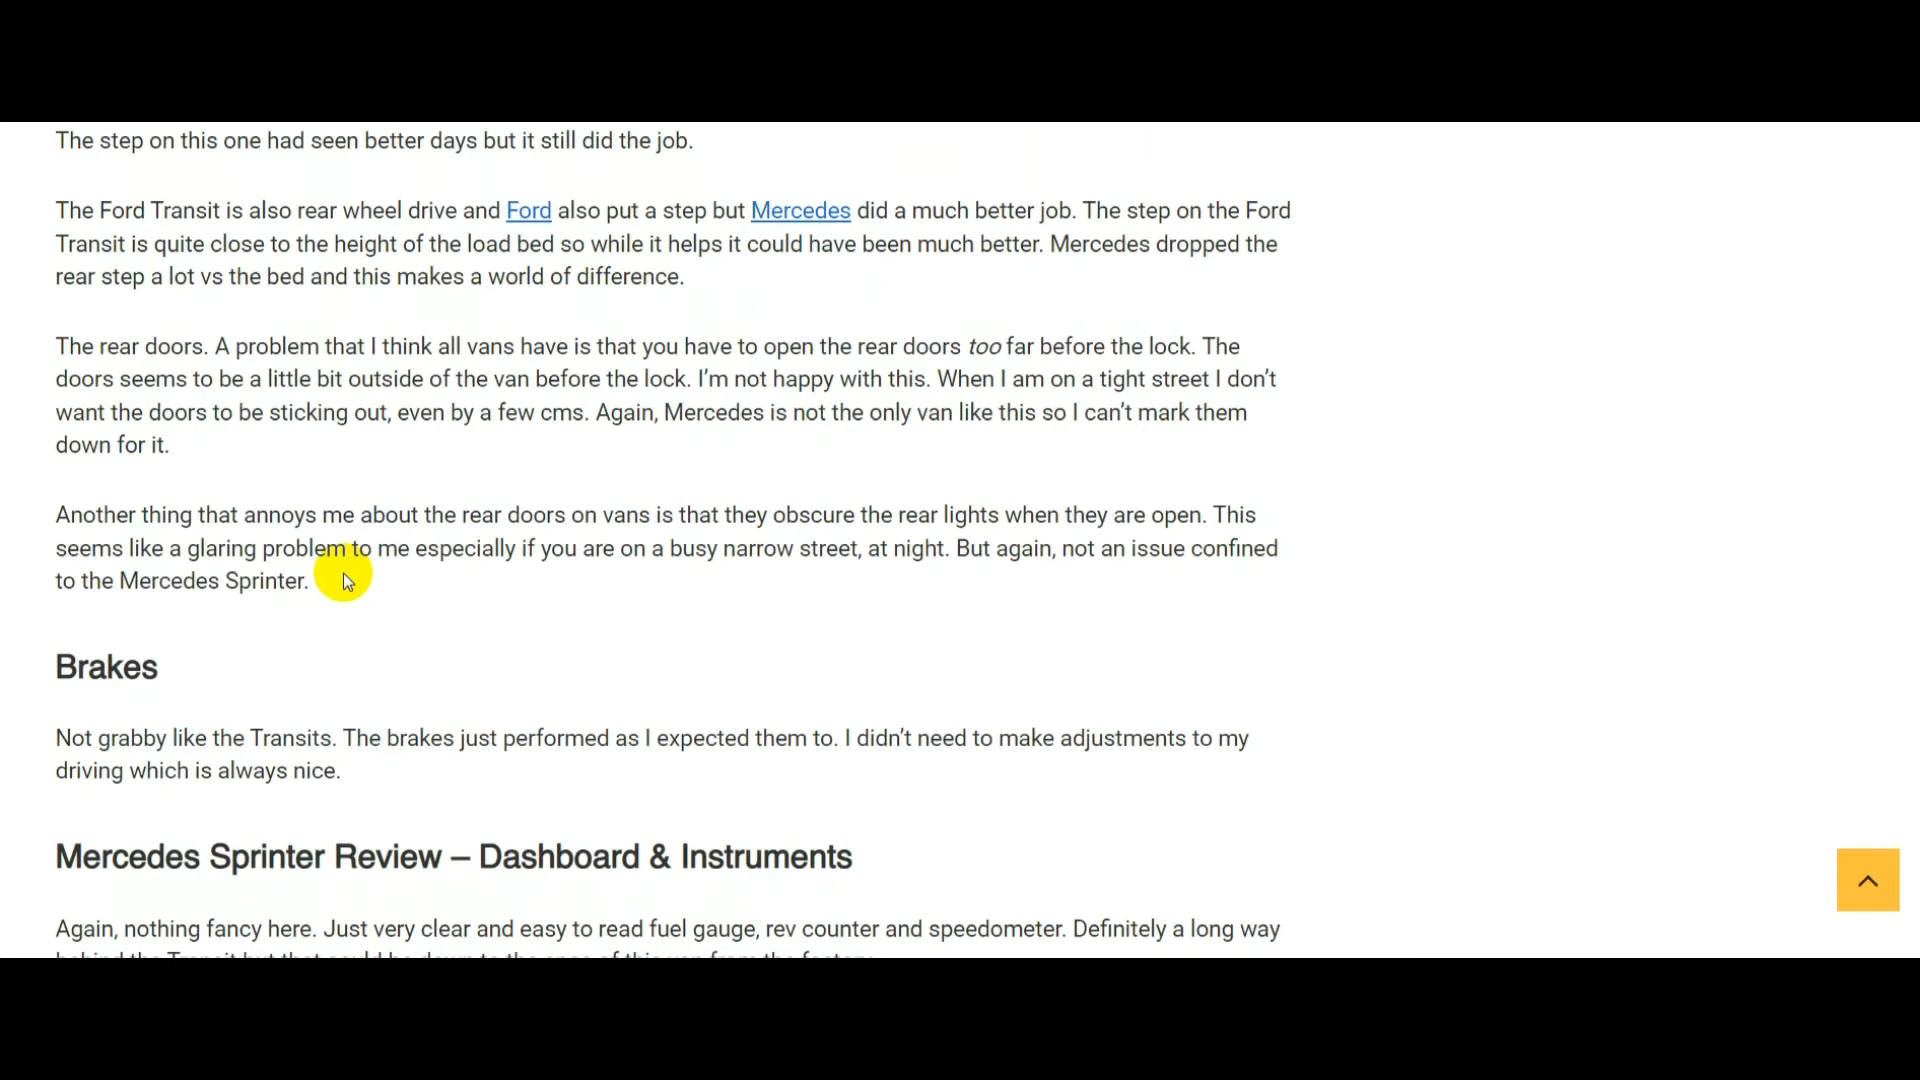 The step on this one had seen better days but it still did the job.
The Ford Transit is also rear wheel drive and Ford also put a step but Mercedes did a much better job. The step on the Ford
Transit is quite close to the height of the load bed so while it helps it could have been much better. Mercedes dropped the
rear step a lot vs the bed and this makes a world of difference.
The rear doors. A problem that I think all vans have is that you have to open the rear doors too far before the lock. The
doors seems to be a little bit outside of the van before the lock. I’m not happy with this. When I am on a tight street I don’t
want the doors to be sticking out, even by a few cms. Again, Mercedes is not the only van like this so I can’t mark them
down for it.
Another thing that annoys me about the rear doors on vans is that they obscure the rear lights when they are open. This
seems like a glaring problem to me especially if you are on a busy narrow street, at night. But again, not an issue confined
to the Mercedes Sprinter.
Brakes
Not grabby like the Transits. The brakes just performed as I expected them to. I didn’t need to make adjustments to my
driving which is always nice.
Mercedes Sprinter Review – Dashboard & Instruments
Again, nothing fancy here. Just very clear and easy to read fuel gauge, rev counter and speedometer. Definitely a long way